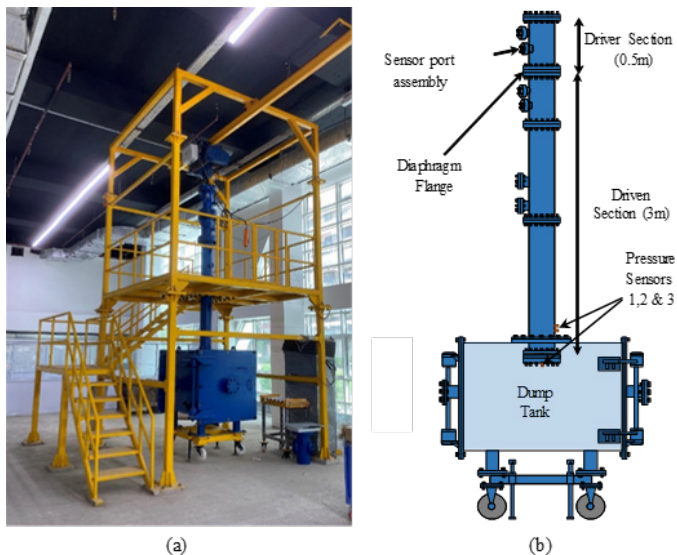 Driver Section
(0.5m)
Sensor port
assembly
Diaphragm
Flange
Driven
Section (3m)
Pressure
Sensors
1,2 & 3
Dump
Tank
(a)
(b)